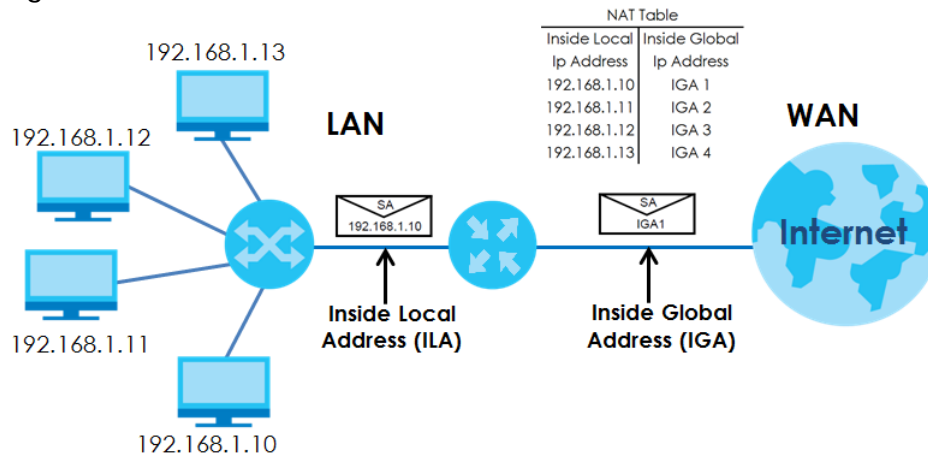 NAT Table
Inside Local Inside Global
Ip Address Ip Address
192.168.1.10 IGA 1
192.168.1.11 IGA 2
192.168.1.12 IGA 3
192.168.1.13 IGA 4
192.168.1.13
192.168.1.12
LAN
WAN
SA
192.168.1.10
SA
IGA1
Internet
Inside Local
Address (ILA)
Inside Global
Address (IGA)
192.168.1.11
192.168.1.10